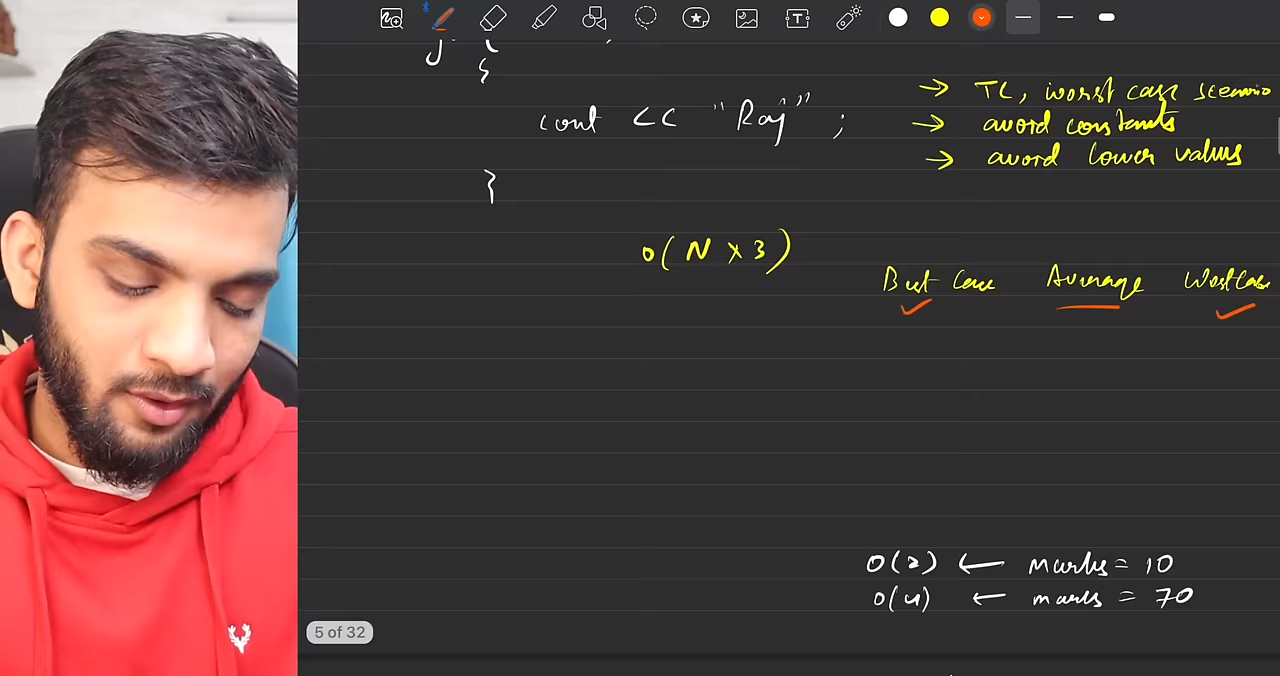 }
cout << "Raj" ;
}
→ TC, worst case scenario
→ avoid constants
→ avoid lower values
O( N × 3 )
Best Case Average Worst Case
O(2) ← marks = 10
O(4) ← marks = 70
5 of 32